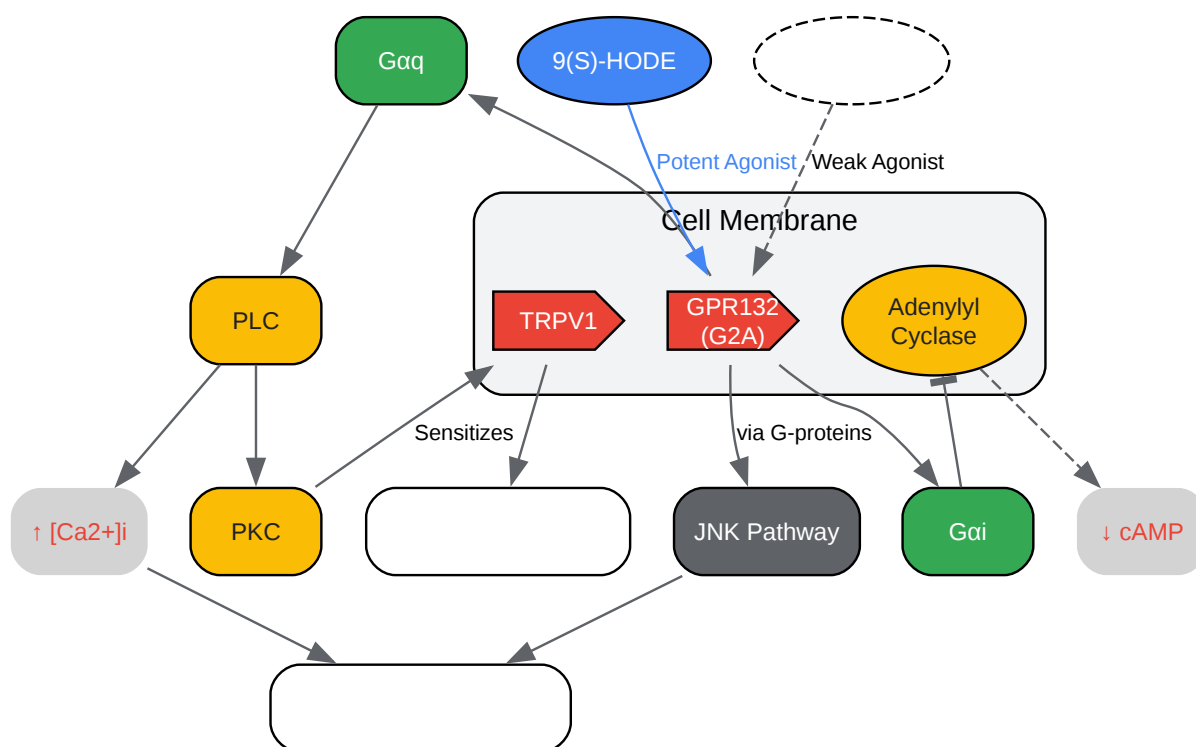 Gαq
9(S)-HODE
Potent Agonist
Weak Agonist
Cell Membrane
PLC
TRPV1
GPR132
(G2A)
Adenylyl
Cyclase
Sensitizes
via G-proteins
↑ [Ca2+]i
PKC
JNK Pathway
Gαi
↓ cAMP